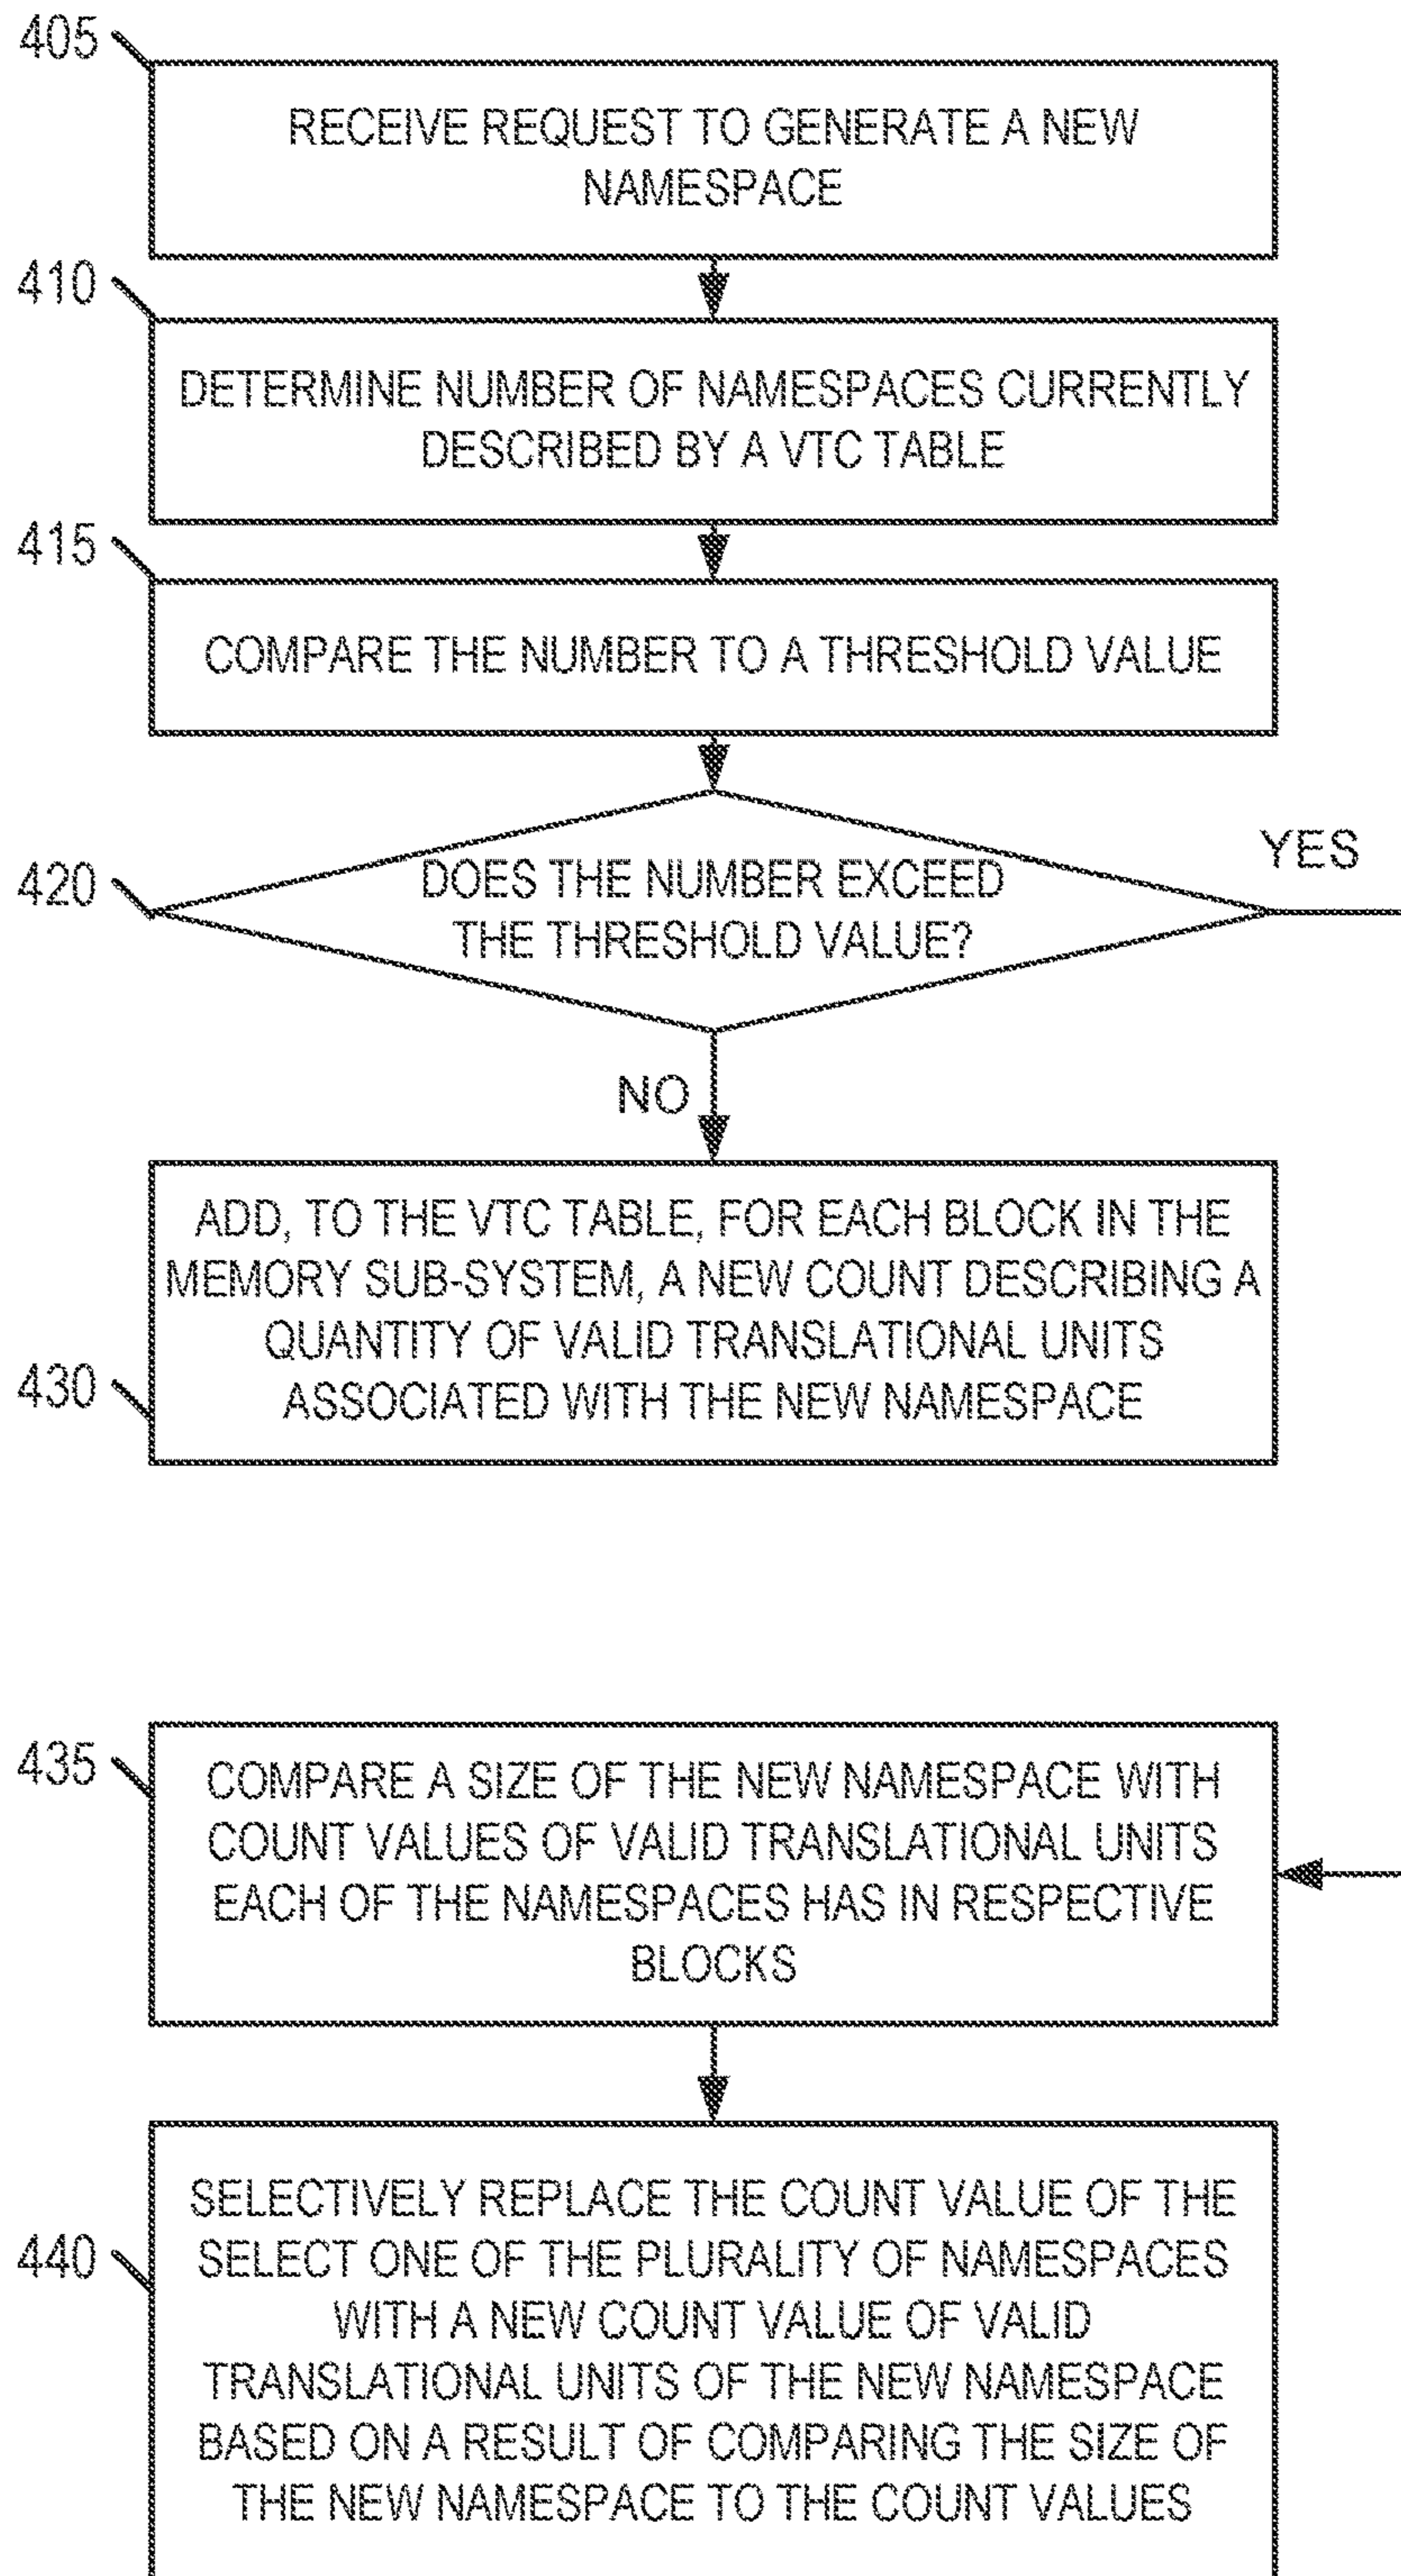 405
RECEIVE REQUEST TO GENERATE A NEW
NAMESPACE
410
DETERMINE NUMBER OF NAMESPACES CURRENTLY
DESCRIBED BY A VTC TABLE
415
COMPARE THE NUMBER TO A THRESHOLD VALUE
420
DOES THE NUMBER EXCEED
THE THRESHOLD VALUE?
YES
NO
ADD, TO THE VTC TABLE, FOR EACH BLOCK IN THE
MEMORY SUB-SYSTEM, A NEW COUNT DESCRIBING A
QUANTITY OF VALID TRANSLATIONAL UNITS
ASSOCIATED WITH THE NEW NAMESPACE
430
435
COMPARE A SIZE OF THE NEW NAMESPACE WITH
COUNT VALUES OF VALID TRANSLATIONAL UNITS
EACH OF THE NAMESPACES HAS IN RESPECTIVE
BLOCKS
440
SELECTIVELY REPLACE THE COUNT VALUE OF THE
SELECT ONE OF THE PLURALITY OF NAMESPACES
WITH A NEW COUNT VALUE OF VALID
TRANSLATIONAL UNITS OF THE NEW NAMESPACE
BASED ON A RESULT OF COMPARING THE SIZE OF
THE NEW NAMESPACE TO THE COUNT VALUES